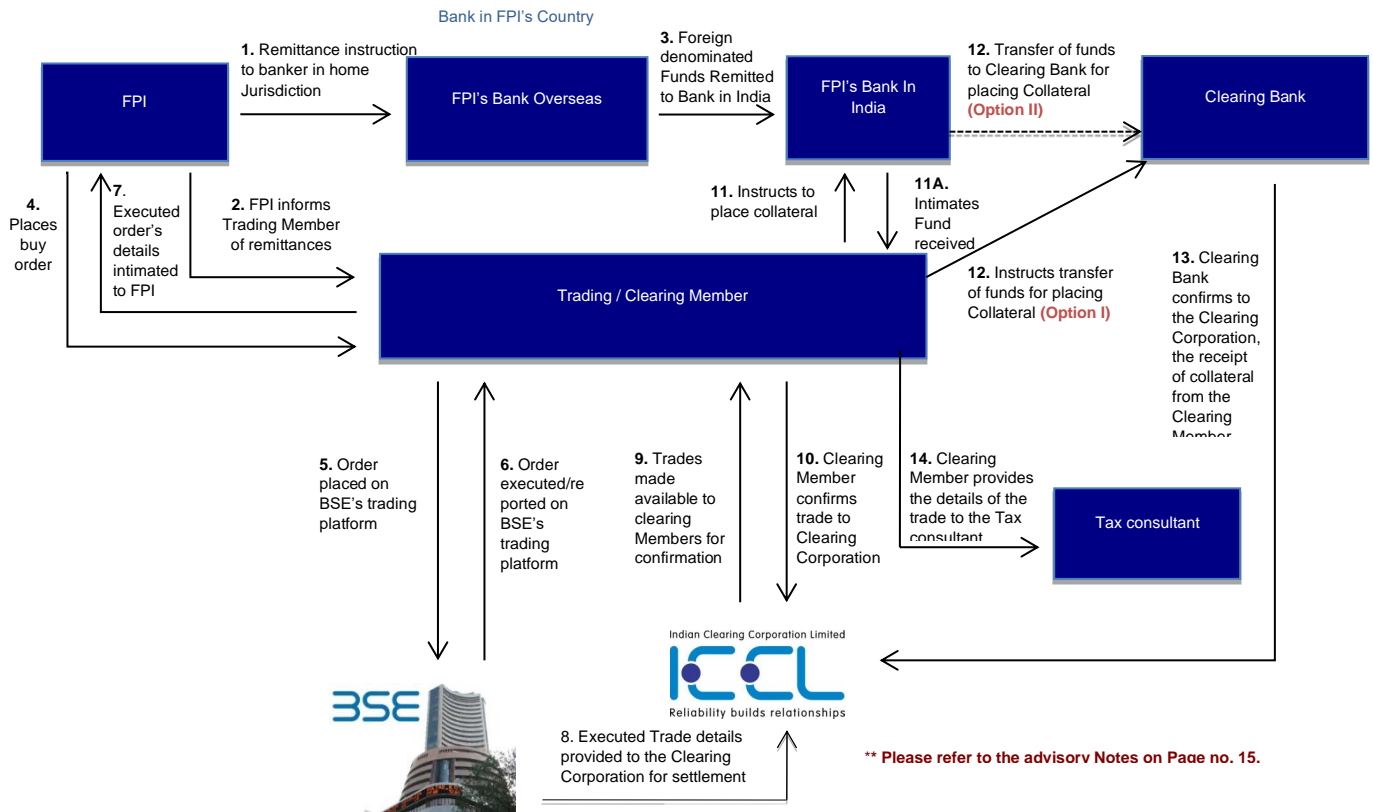 Bank in FPI's Country
1. Remittance instruction
to banker in home
Jurisdiction
3. Foreign
denominated
Funds Remitted
to Bank in India
12. Transfer of funds
to Clearing Bank for
placing Collateral
(Option II)
FPI
FPI's Bank Overseas
FPI's Bank In
India
Clearing Bank
4.
Places
buy
order
7.
Executed
order's
details
intimated
to FPI
2. FPI informs
Trading Member
of remittances
11. Instructs to
place collateral
11A.
Intimates
Fund
received
Trading / Clearing Member
12. Instructs transfer
of funds for placing
Collateral (Option I)
13. Clearing
Bank
confirms to
the Clearing
Corporation,
the receipt
of collateral
from the
Clearing
Member
5. Order
placed on
BSE's trading
platform
6. Order
executed/re
ported on
BSE's
trading
platform
9. Trades
made
available to
clearing
Members for
confirmation
10. Clearing
Member
confirms
trade to
Clearing
Corporation
14. Clearing
Member provides
the details of the
trade to the Tax
consultant
Tax consultant
BSE
Indian Clearing Corporation Limited
ICCL
Reliability builds relationships
8. Executed Trade details
provided to the Clearing
Corporation for settlement
** Please refer to the advisory Notes on Page no. 15.